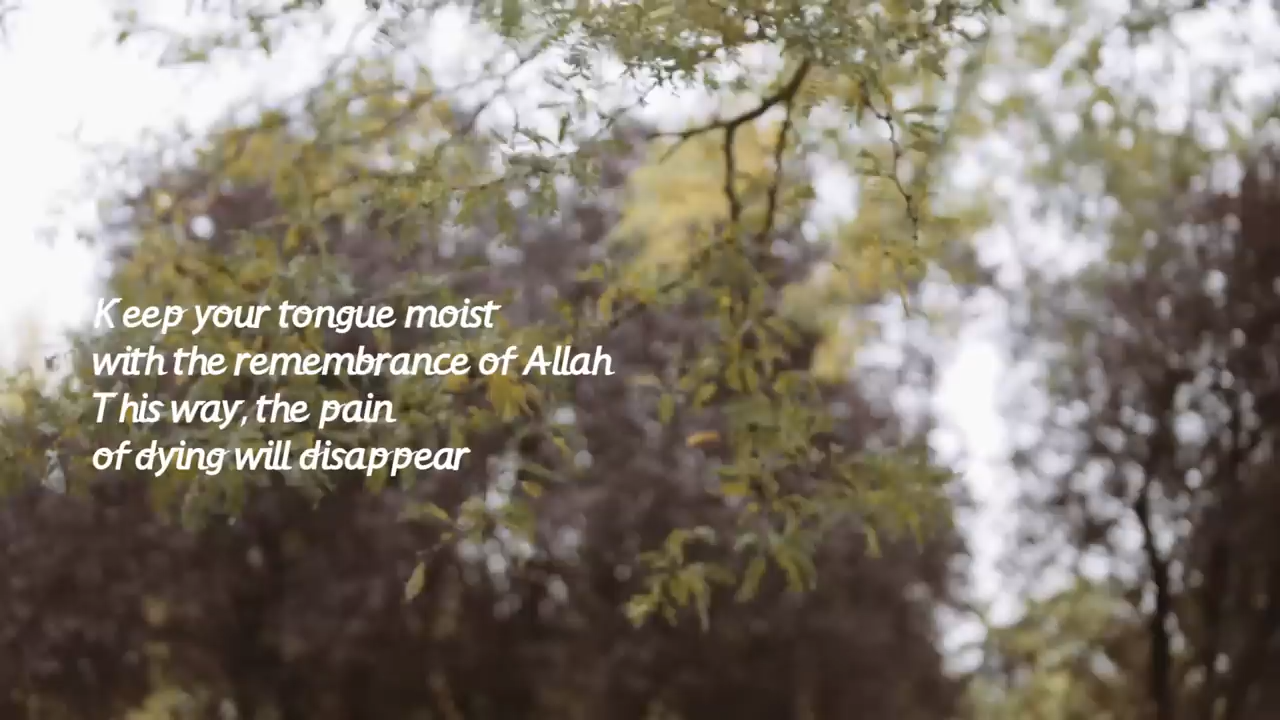 Keep your tongue moist
with the remembrance of Allah
This way, the pain
of dying will disappear